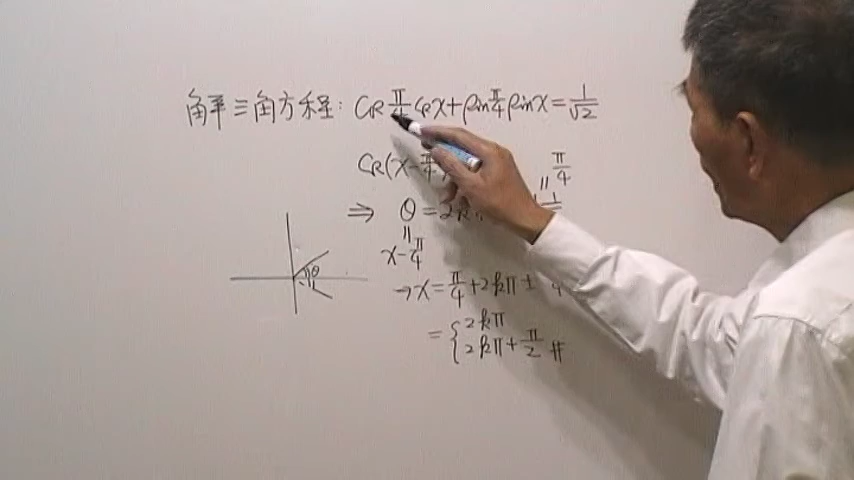 解三角方程: cos π/4 cos x + sin π/4 sin x = 1/√2
cos(x - π/4
π/4
⇒ θ = 2k
x - π/4
→ x = π/4 + 2kπ ±
θ
= { 2kπ
2kπ + π/2 #